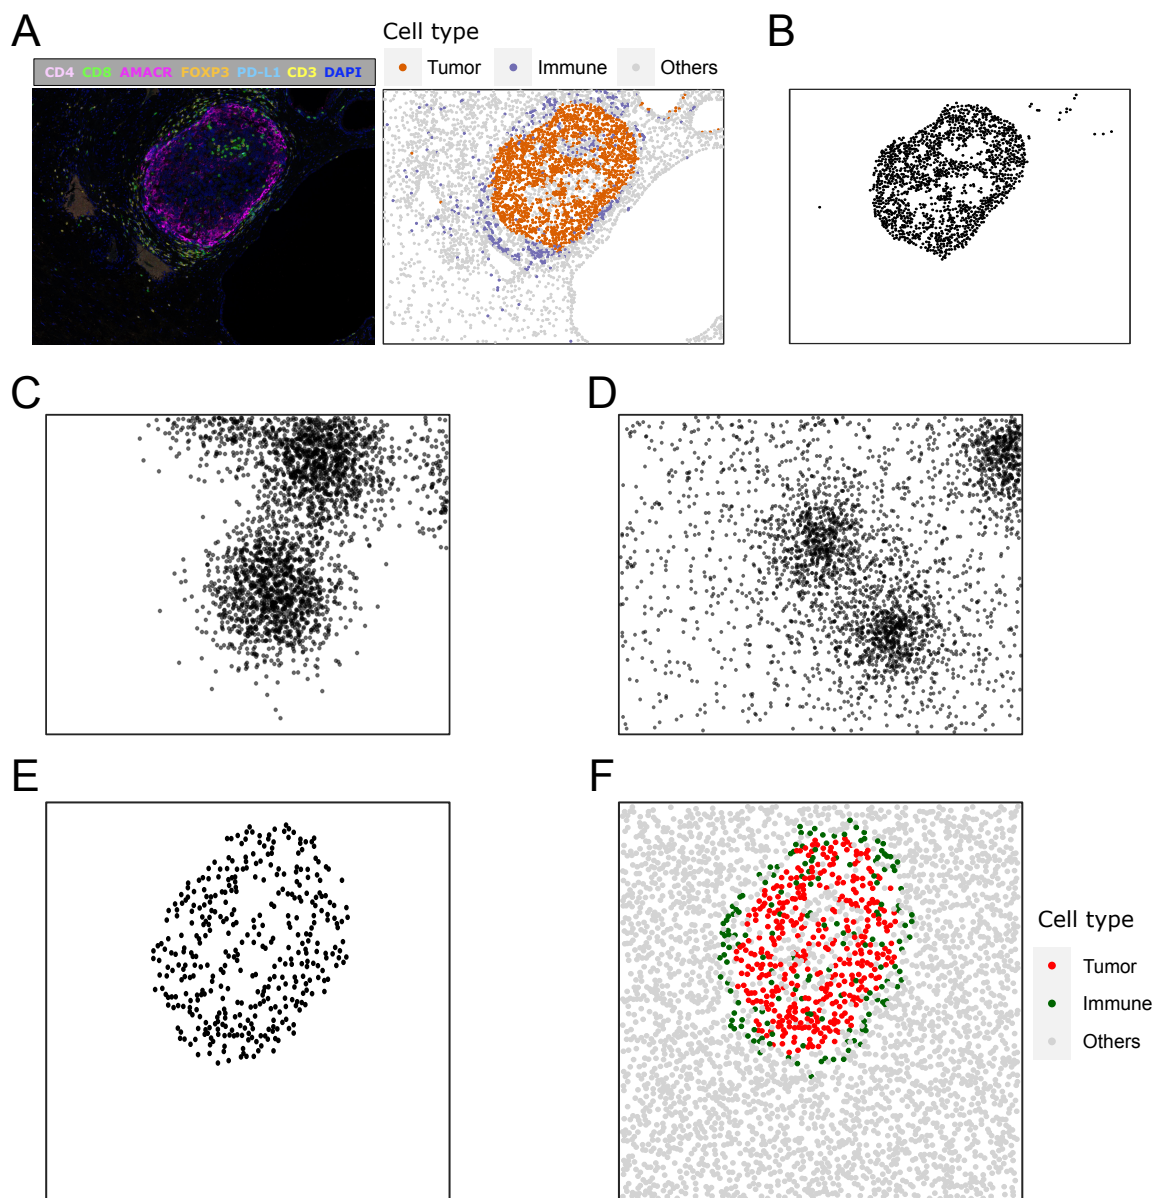 A
CD4 CD8 AMACR FOXP3 PD-L1 CD3 DAPI
Cell type
Tumor Immune Others
B
C
D
E
F
Cell type
Tumor
Immune
Others